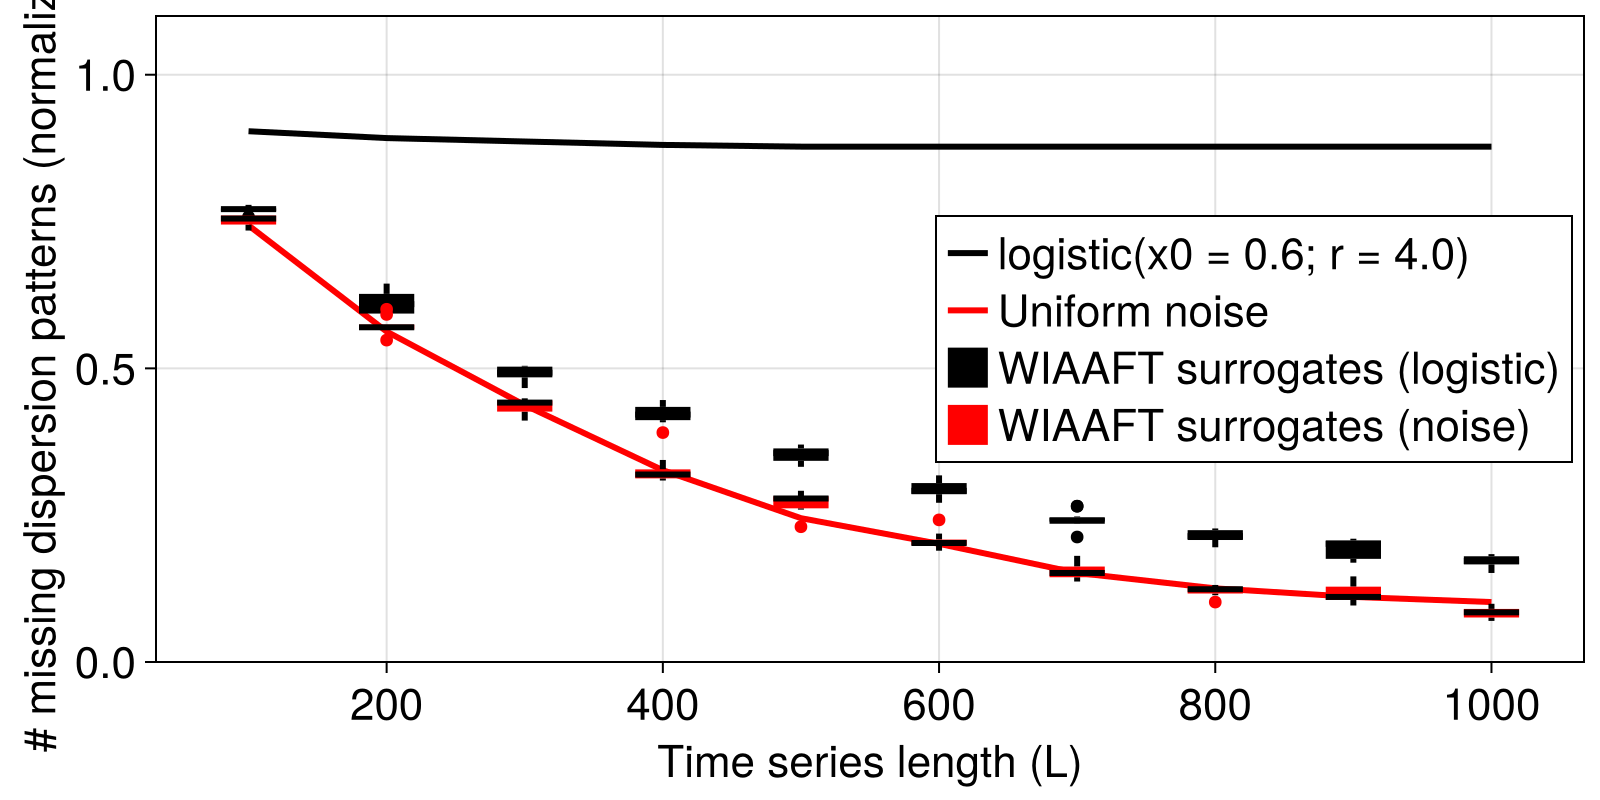 # missing dispersion patterns (normaliz
1.0
0.5
0.0
logistic(x0 = 0.6; r = 4.0)
Uniform noise
WIAAFT surrogates (logistic)
WIAAFT surrogates (noise)
200
400
600
800
1000
Time series length (L)